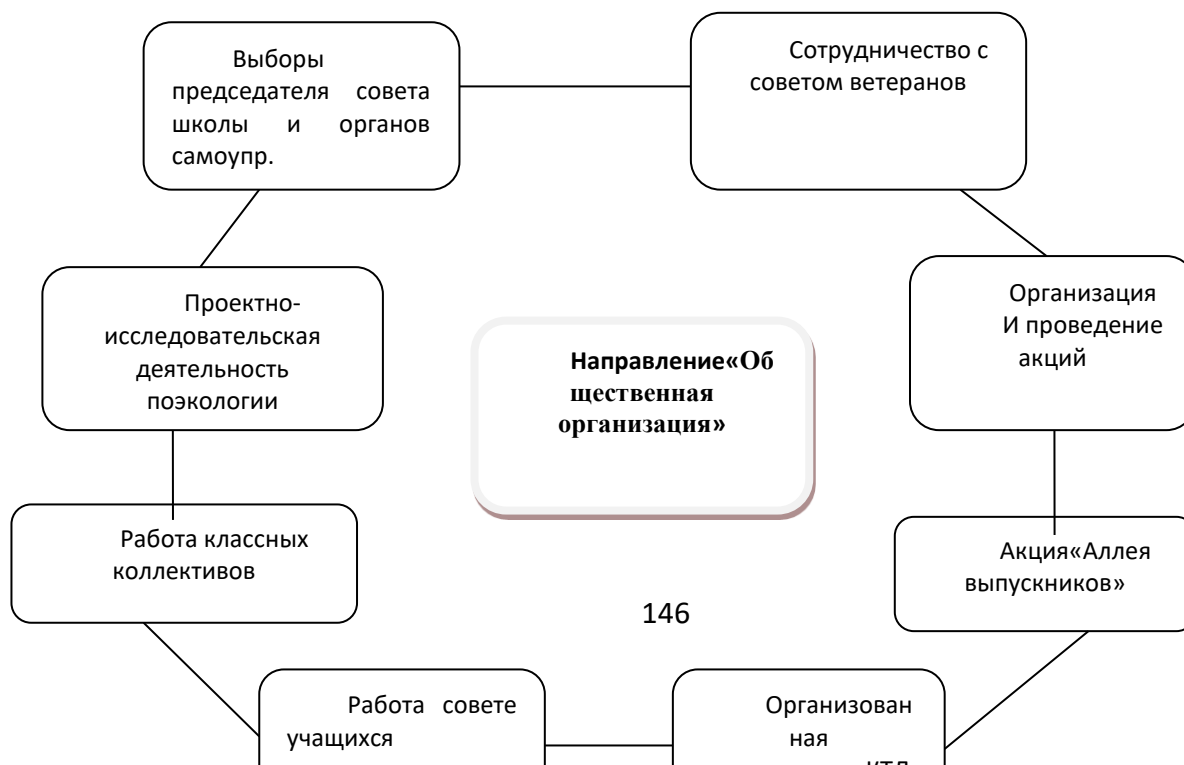 Выборы
председателя совета
школы и органов
самоупр.
Сотрудничество с
советом ветеранов
Проектно-
исследовательская
деятельность
поэкологии
Направление«Об
щественная
организация»
Организация
И проведение
акций
Работа классных
коллективов
Акция«Аллея
выпускников»
146
Работа совете
учащихся
Организован
ная
ктд